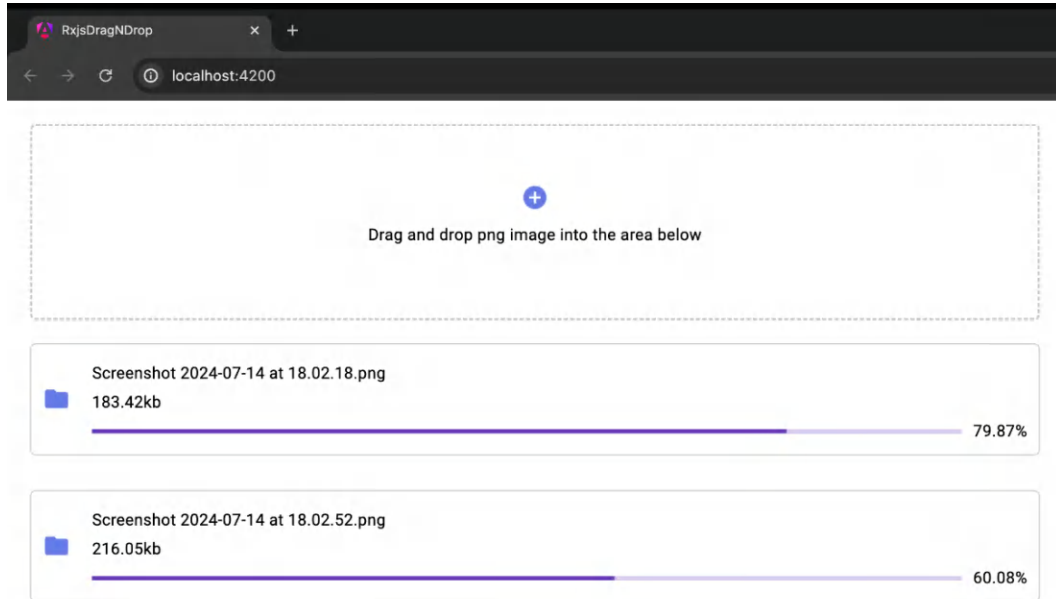 RxjsDragNDrop
localhost:4200
Drag and drop png image into the area below
Screenshot 2024-07-14 at 18.02.18.png
183.42kb
79.87%
Screenshot 2024-07-14 at 18.02.52.png
216.05kb
60.08%